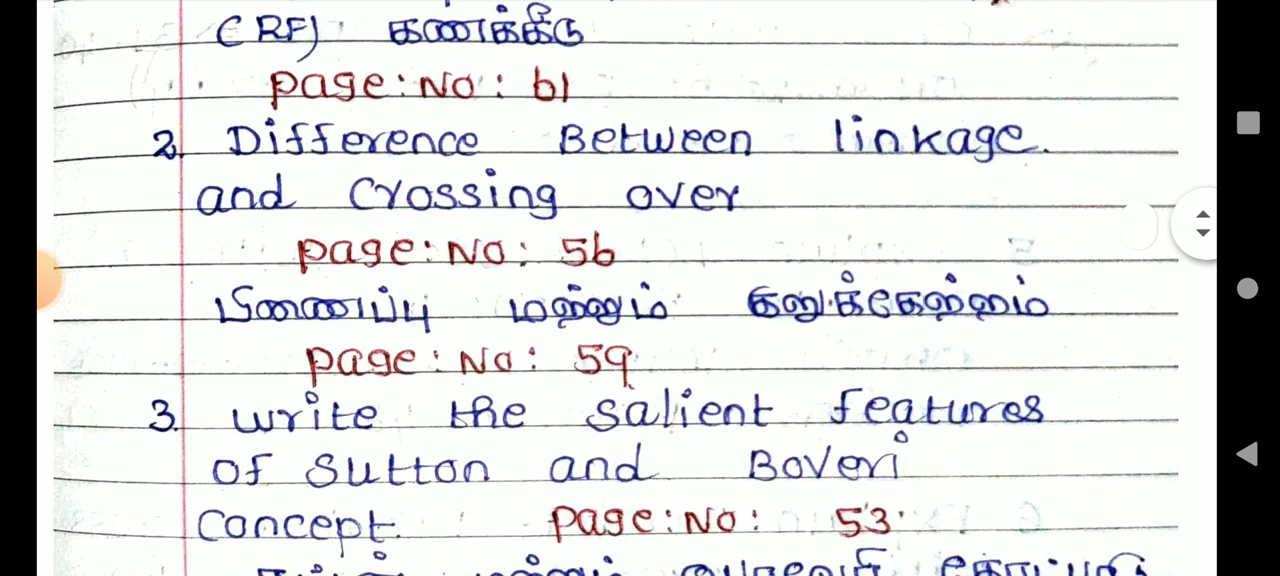 (RF) கணக்கீடு
page: No: 61
2. Difference Between linkage.
and Crossing over
page: No: 56
பிணைப்பு மற்றும் குறுக்கேற்றம்
page: No: 59
3. write the salient features
of Sutton and Boveri
Concept. page: No: 53
மற்றும் கோட்பாடு